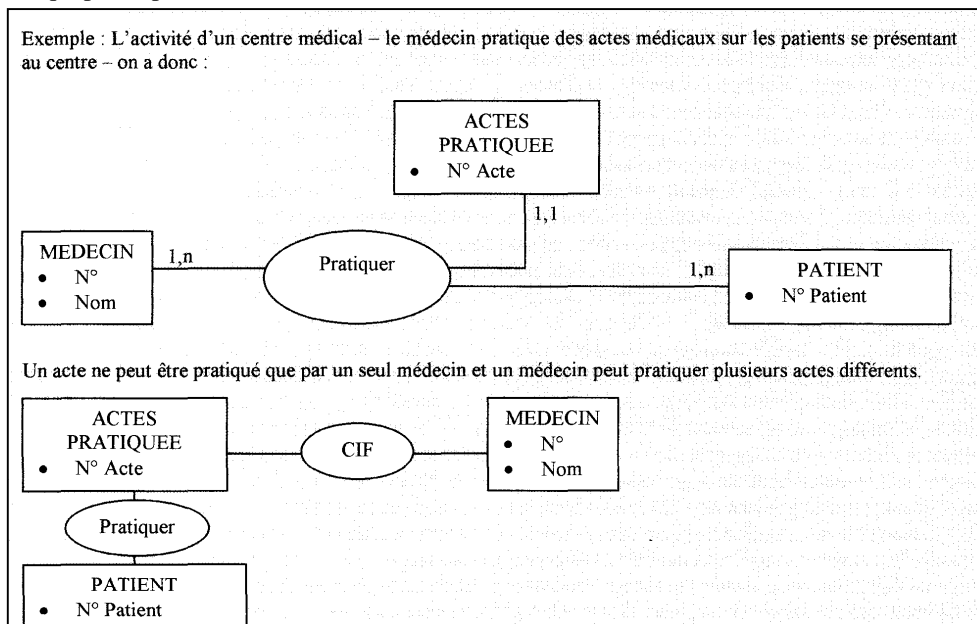 Exemple : L'activité d'un centre médical – le médecin pratique des actes médicaux sur les patients se présentant
au centre – on a donc :
ACTES
PRATIQUEE
• N° Acte
1,1
MEDECIN
• N°
• Nom
1,n
Pratiquer
1,n
PATIENT
• N° Patient
Un acte ne peut être pratiqué que par un seul médecin et un médecin peut pratiquer plusieurs actes différents.
ACTES
PRATIQUEE
• N° Acte
CIF
MEDECIN
• N°
• Nom
Pratiquer
PATIENT
• N° Patient